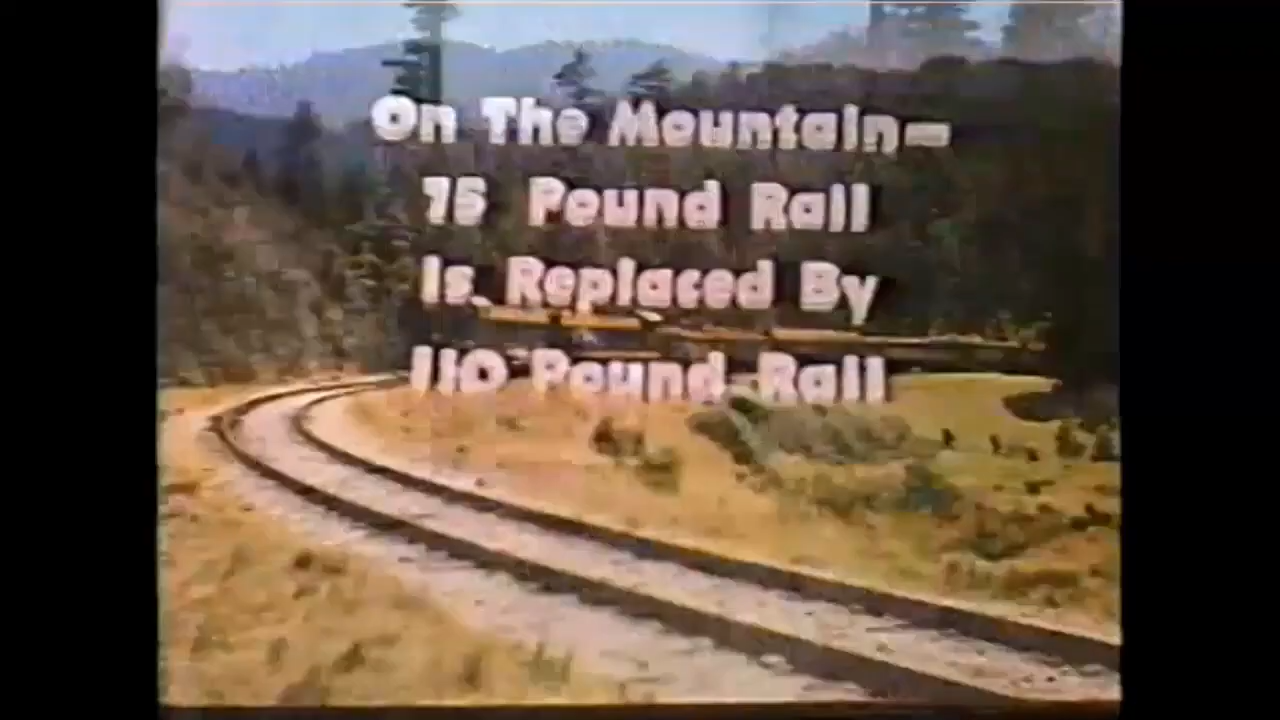 On The Mountain-
75 Pound Rail
Is Replaced By
110 Pound Rail